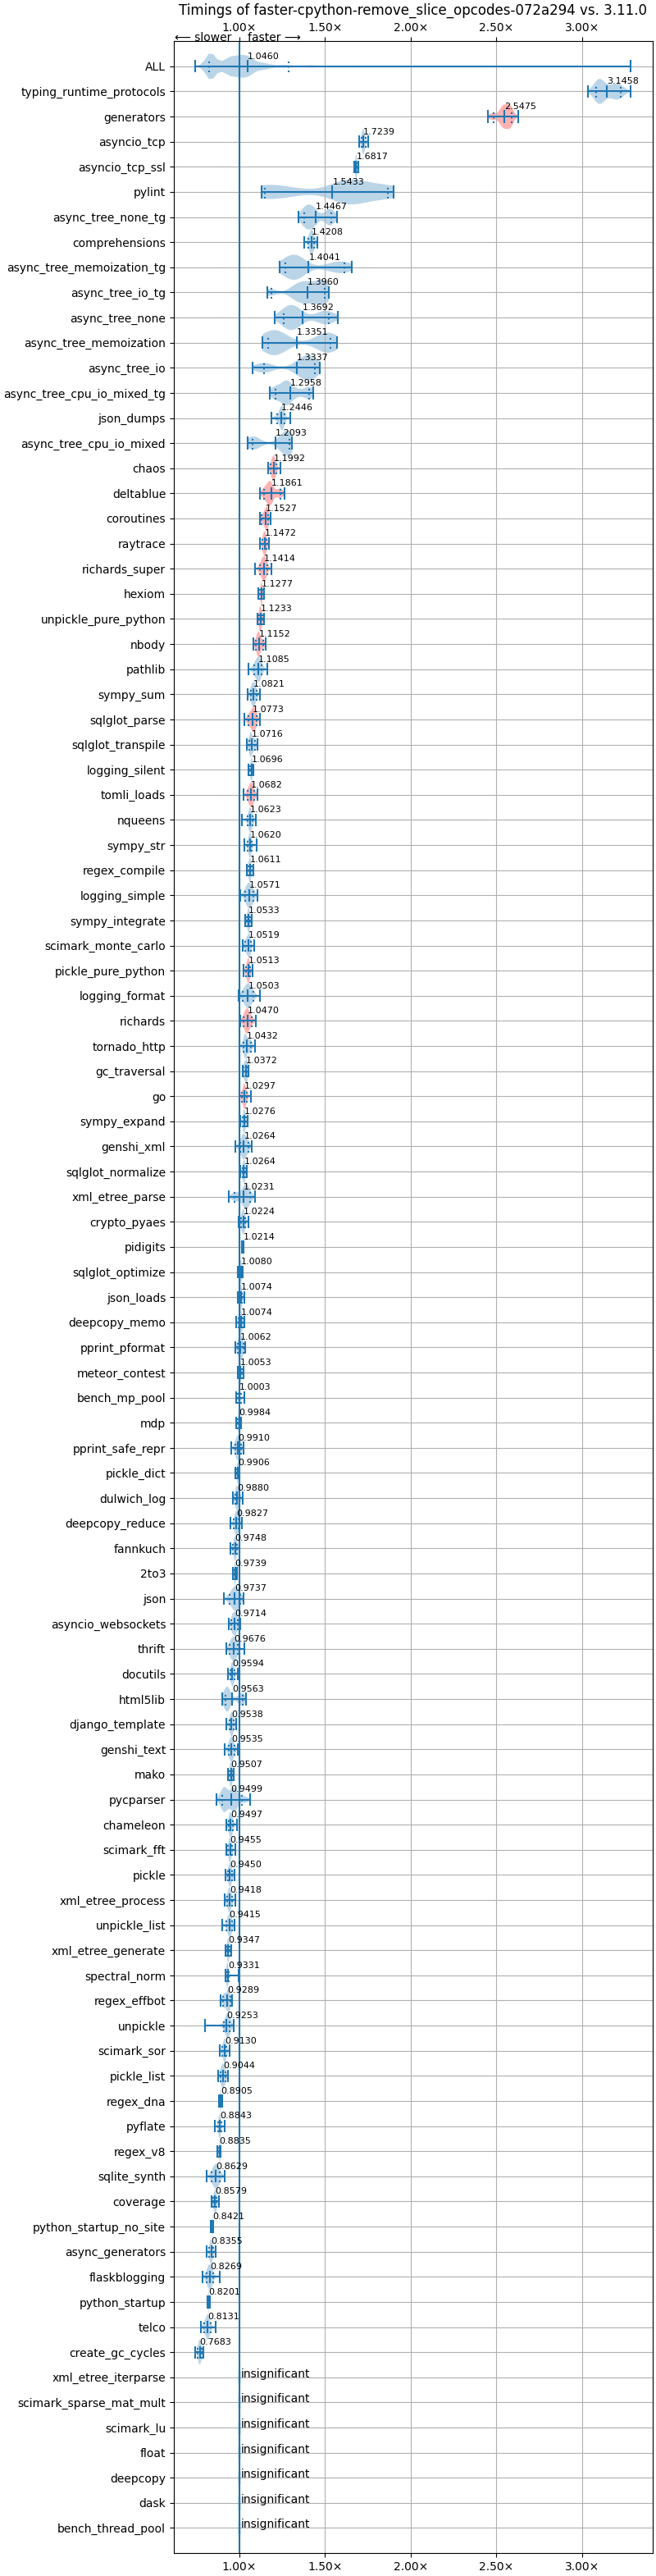 Timings of faster-cpython-remove_slice_opcodes-072a294 vs. 3.11.0
1.00× 1.50× 2.00× 2.50× 3.00×
⟵ slower faster ⟶
ALL 1.0460
typing_runtime_protocols 3.1458
generators 2.5475
asyncio_tcp 1.7239
asyncio_tcp_ssl 1.6817
pylint 1.5433
async_tree_none_tg 1.4467
comprehensions 1.4208
async_tree_memoization_tg 1.4041
async_tree_io_tg 1.3960
async_tree_none 1.3692
async_tree_memoization 1.3351
async_tree_io 1.3337
async_tree_cpu_io_mixed_tg 1.2958
json_dumps 1.2446
async_tree_cpu_io_mixed 1.2093
chaos 1.1992
deltablue 1.1861
coroutines 1.1527
raytrace 1.1472
richards_super 1.1414
hexiom 1.1277
unpickle_pure_python 1.1233
nbody 1.1152
pathlib 1.1085
sympy_sum 1.0821
sqlglot_parse 1.0773
sqlglot_transpile 1.0716
logging_silent 1.0696
tomli_loads 1.0682
nqueens 1.0623
sympy_str 1.0620
regex_compile 1.0611
logging_simple 1.0571
sympy_integrate 1.0533
scimark_monte_carlo 1.0519
pickle_pure_python 1.0513
logging_format 1.0503
richards 1.0470
tornado_http 1.0432
gc_traversal 1.0372
go 1.0297
sympy_expand 1.0276
genshi_xml 1.0264
sqlglot_normalize 1.0264
xml_etree_parse 1.0231
crypto_pyaes 1.0224
pidigits 1.0214
sqlglot_optimize 1.0080
json_loads 1.0074
deepcopy_memo 1.0074
pprint_pformat 1.0062
meteor_contest 1.0053
bench_mp_pool 1.0003
mdp 0.9984
pprint_safe_repr 0.9910
pickle_dict 0.9906
dulwich_log 0.9880
deepcopy_reduce 0.9827
fannkuch 0.9748
2to3 0.9739
json 0.9737
asyncio_websockets 0.9714
thrift 0.9676
docutils 0.9594
html5lib 0.9563
django_template 0.9538
genshi_text 0.9535
mako 0.9507
pycparser 0.9499
chameleon 0.9497
scimark_fft 0.9455
pickle 0.9450
xml_etree_process 0.9418
unpickle_list 0.9415
xml_etree_generate 0.9347
spectral_norm 0.9331
regex_effbot 0.9289
unpickle 0.9253
scimark_sor 0.9130
pickle_list 0.9044
regex_dna 0.8905
pyflate 0.8843
regex_v8 0.8835
sqlite_synth 0.8629
coverage 0.8579
python_startup_no_site 0.8421
async_generators 0.8355
flaskblogging 0.8269
python_startup 0.8201
telco 0.8131
create_gc_cycles 0.7683
xml_etree_iterparse insignificant
scimark_sparse_mat_mult insignificant
scimark_lu insignificant
float insignificant
deepcopy insignificant
dask insignificant
bench_thread_pool insignificant
1.00× 1.50× 2.00× 2.50× 3.00×